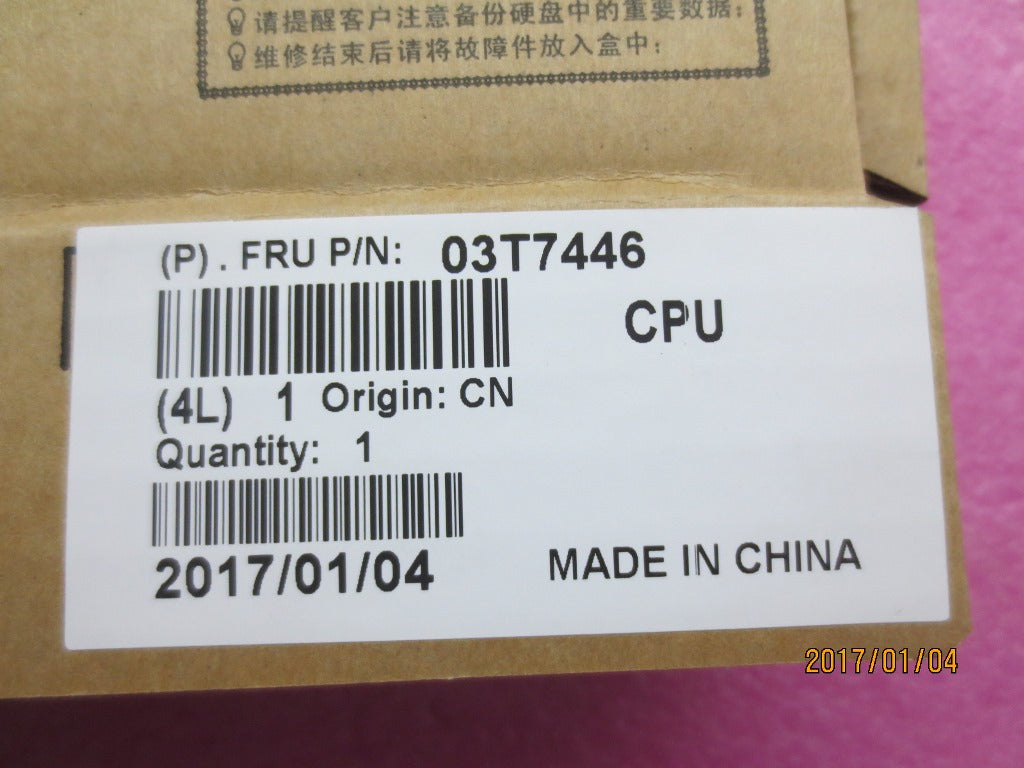 请提醒客户注意备份硬盘中的重要数据；
维修结束后请将故障件放入盒中：
(P) . FRU P/N: 03T7446
CPU
(4L) 1 Origin: CN
Quantity: 1
2017/01/04
MADE IN CHINA
2017/01/04